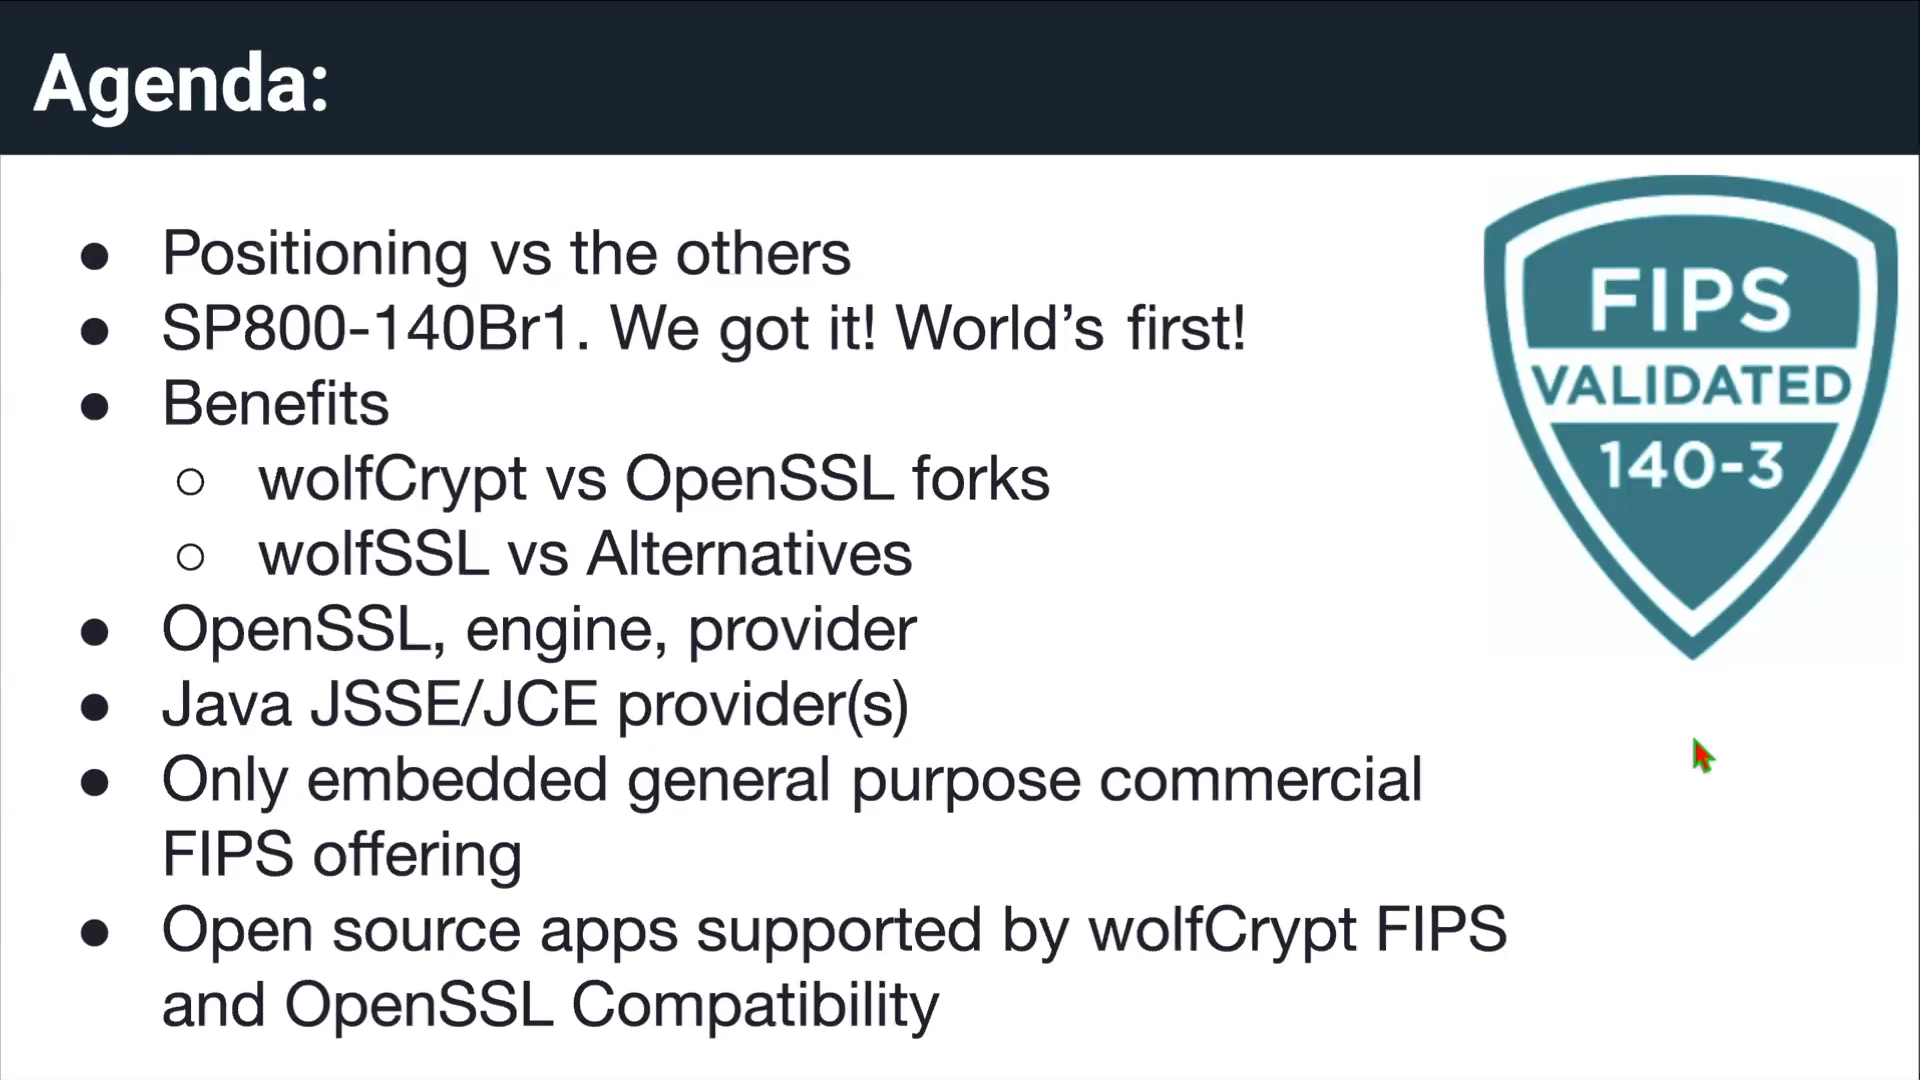 Agenda:
● Positioning vs the others
● SP800-140Br1. We got it! World’s first!
● Benefits
○ wolfCrypt vs OpenSSL forks
○ wolfSSL vs Alternatives
● OpenSSL, engine, provider
● Java JSSE/JCE provider(s)
● Only embedded general purpose commercial
FIPS offering
● Open source apps supported by wolfCrypt FIPS
and OpenSSL Compatibility
FIPS
VALIDATED
140-3